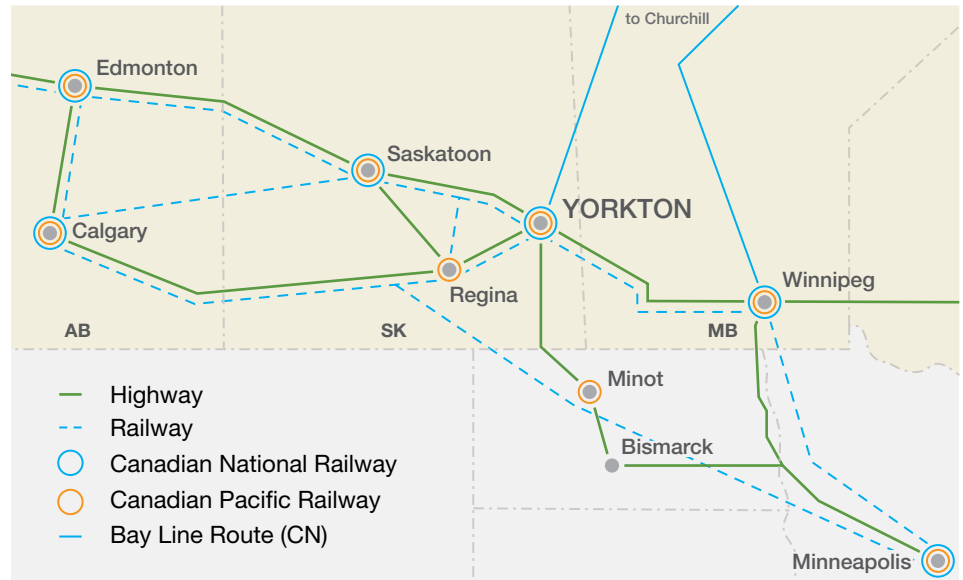 to Churchill
Edmonton
Saskatoon
YORKTON
Calgary
Winnipeg
Regina
AB
SK
MB
Minot
Bismarck
Minneapolis
Highway
Railway
Canadian National Railway
Canadian Pacific Railway
Bay Line Route (CN)